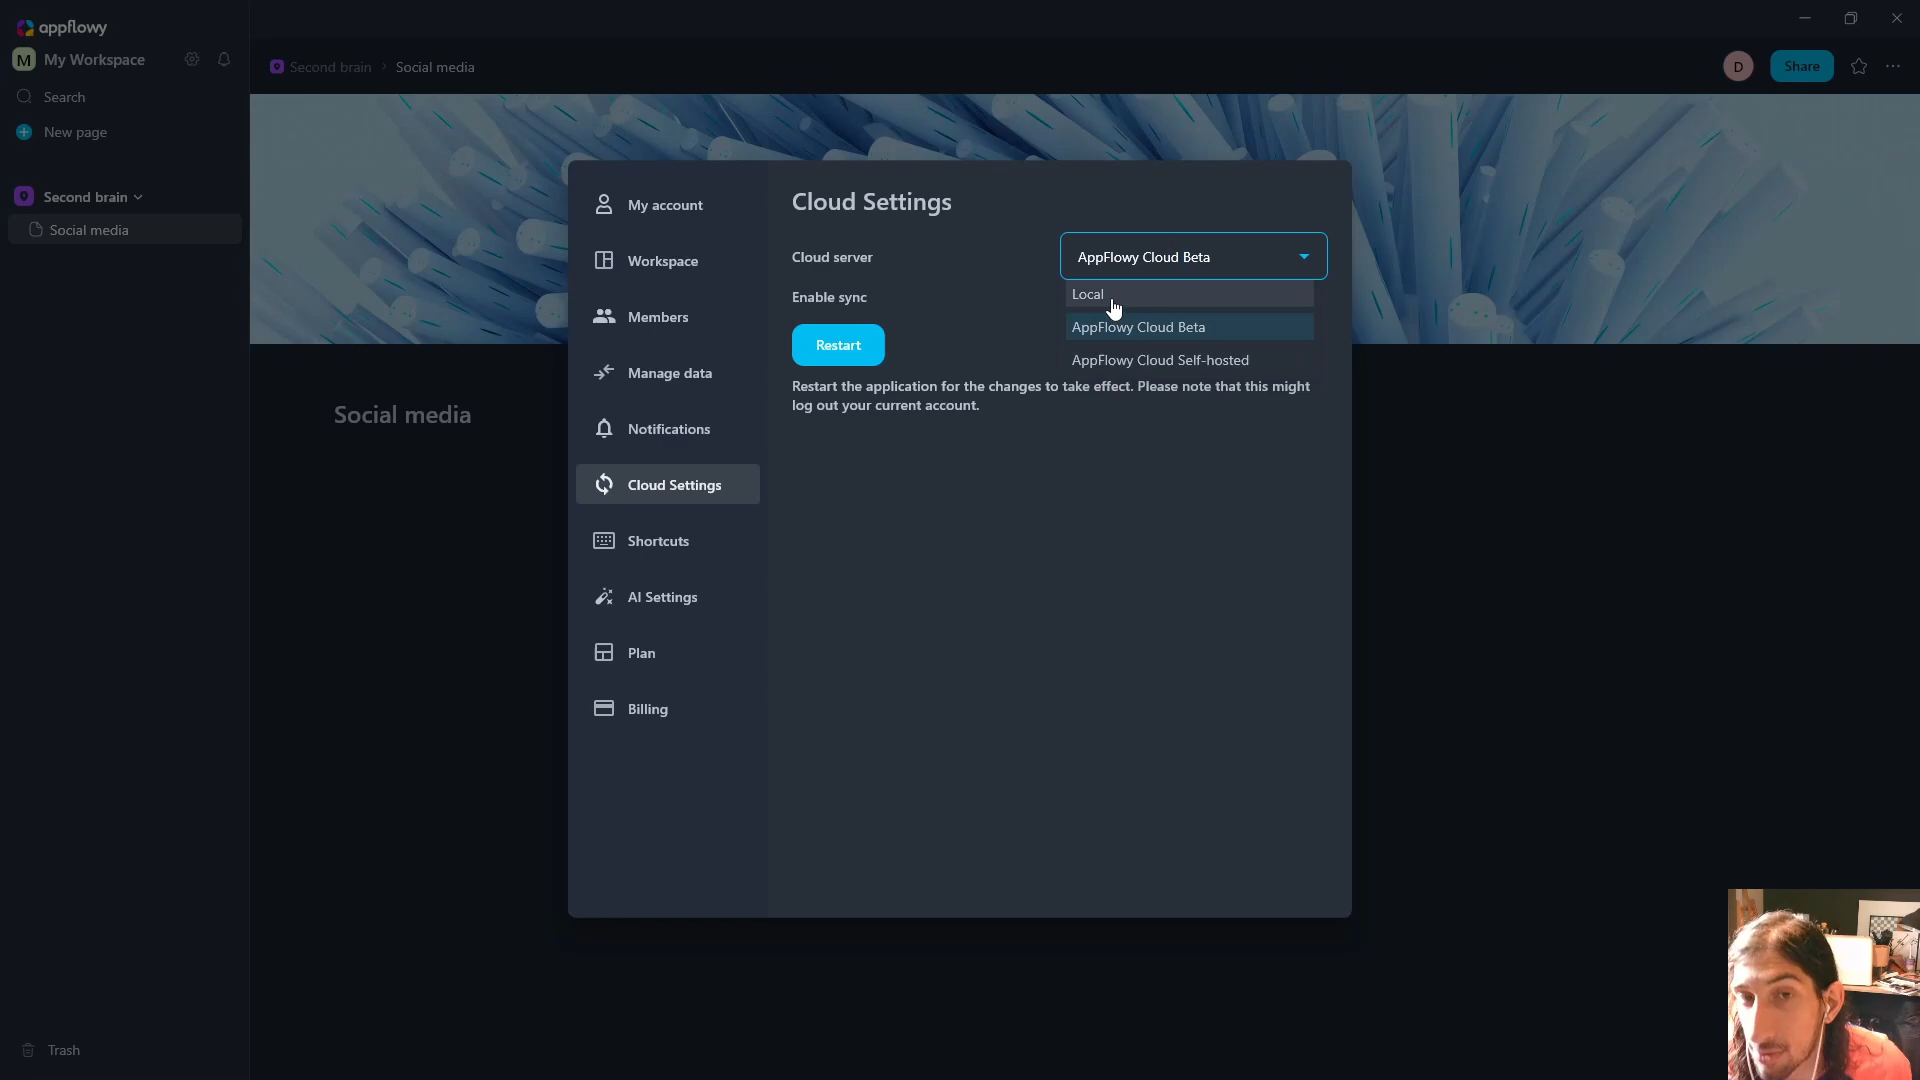 appflowy
M My Workspace
Search
New page
Second brain
Social media
Second brain > Social media
D
Share
Social media
My account
Workspace
Members
Manage data
Notifications
Cloud Settings
Shortcuts
AI Settings
Plan
Billing
Cloud Settings
Cloud server
AppFlowy Cloud Beta
Enable sync
Local
AppFlowy Cloud Beta
AppFlowy Cloud Self-hosted
Restart
Restart the application for the changes to take effect. Please note that this might
log out your current account.
Trash